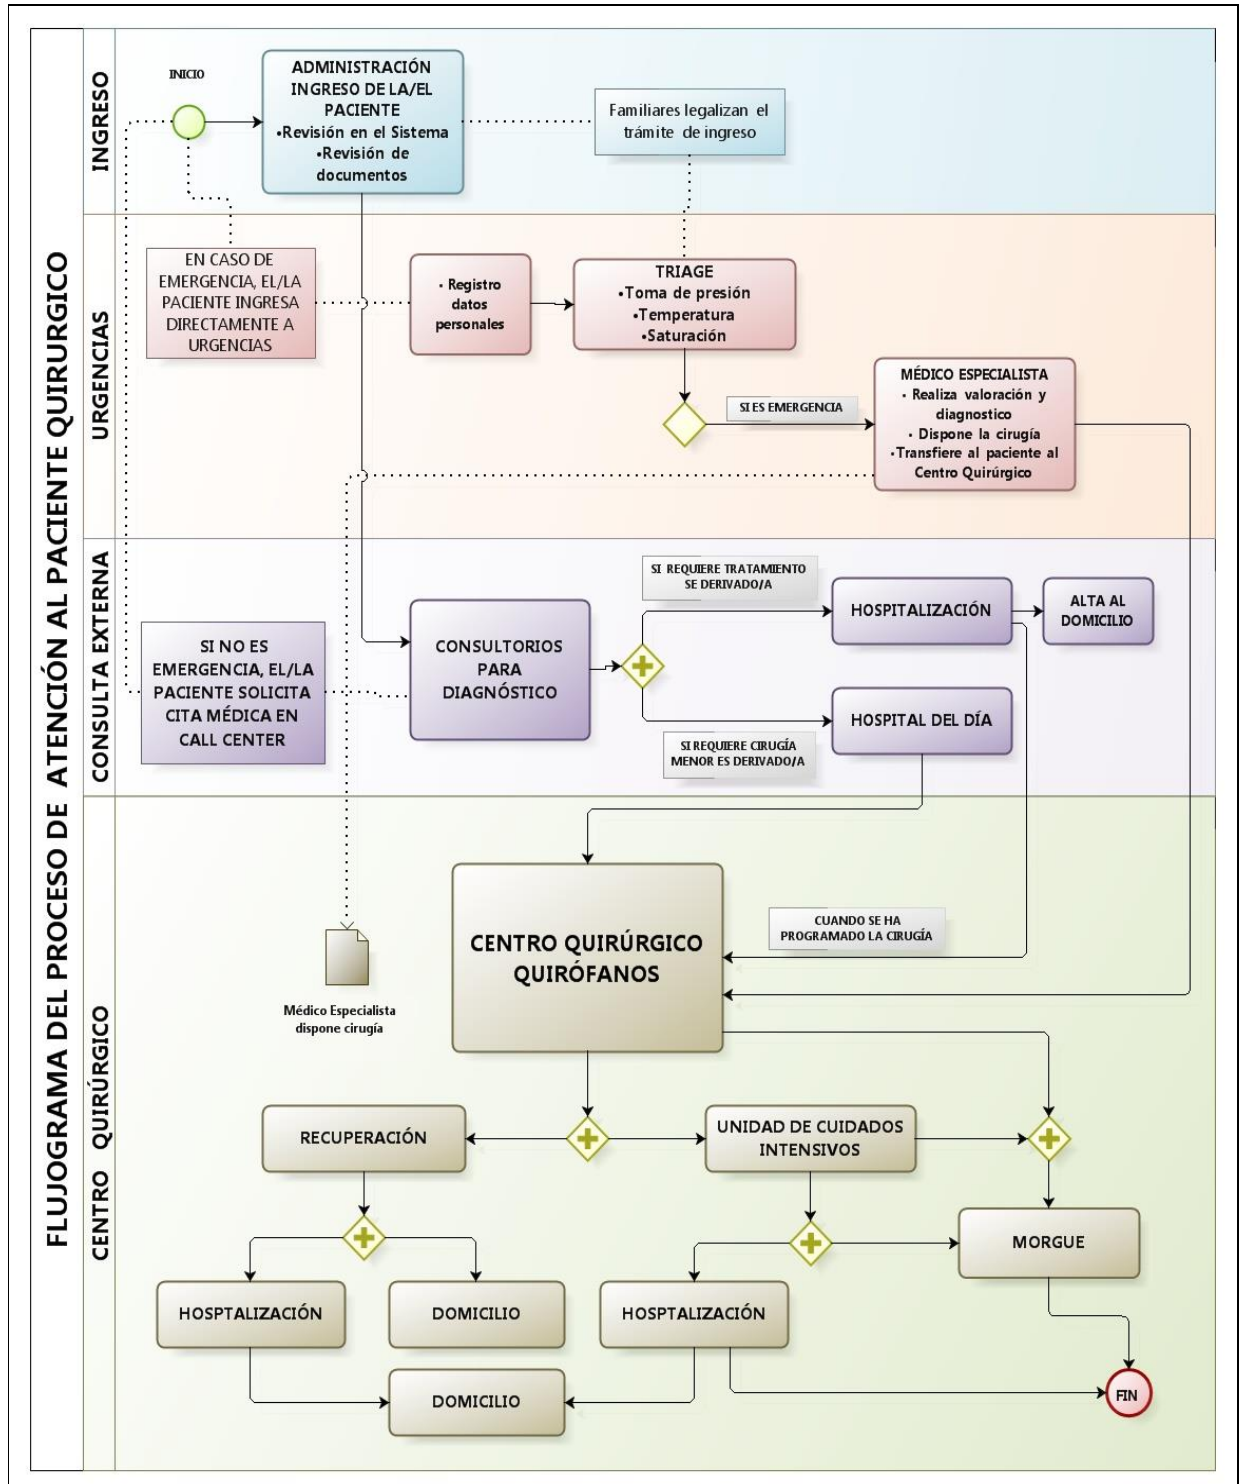 FLUJOGRAMA DEL PROCESO DE ATENCIÓN AL PACIENTE QUIRURGICO
INGRESO
INICIO
ADMINISTRACIÓN
INGRESO DE LA/EL
PACIENTE
•Revisión en el Sistema
•Revisión de
documentos
Familiares legalizan el
trámite de ingreso
URGENCIAS
EN CASO DE
EMERGENCIA, EL/LA
PACIENTE INGRESA
DIRECTAMENTE A
URGENCIAS
• Registro
datos
personales
TRIAGE
•Toma de presión
•Temperatura
•Saturación
SI ES EMERGENCIA
MÉDICO ESPECIALISTA
• Realiza valoración y
diagnostico
• Dispone la cirugía
•Transfiere al paciente al
Centro Quirúrgico
CONSULTA EXTERNA
SI NO ES
EMERGENCIA, EL/LA
PACIENTE SOLICITA
CITA MÉDICA EN
CALL CENTER
CONSULTORIOS
PARA
DIAGNÓSTICO
SI REQUIERE TRATAMIENTO
SE DERIVADO/A
HOSPITALIZACIÓN
ALTA AL
DOMICILIO
SI REQUIERE CIRUGÍA
MENOR ES DERIVADO/A
HOSPITAL DEL DÍA
CENTRO QUIRÚRGICO
CENTRO QUIRÚRGICO
QUIRÓFANOS
CUANDO SE HA
PROGRAMADO LA CIRUGÍA
Médico Especialista
dispone cirugía
RECUPERACIÓN
UNIDAD DE CUIDADOS
INTENSIVOS
MORGUE
HOSPTALIZACIÓN
DOMICILIO
HOSPTALIZACIÓN
DOMICILIO
FIN